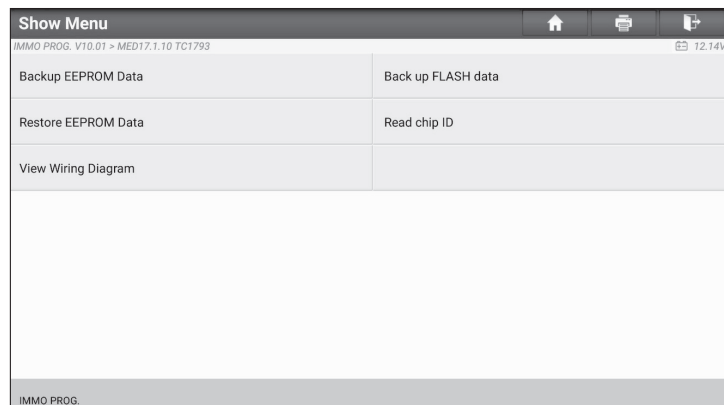 Show Menu
IMMO PROG. V10.01 > MED17.1.10 TC1793
12.14V
Backup EEPROM Data
Back up FLASH data
Restore EEPROM Data
Read chip ID
View Wiring Diagram
IMMO PROG.